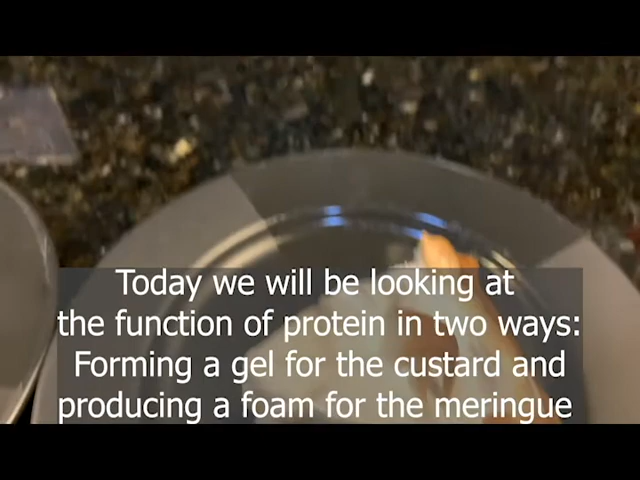 Today we will be looking at
the function of protein in two ways:
Forming a gel for the custard and
producing a foam for the meringue